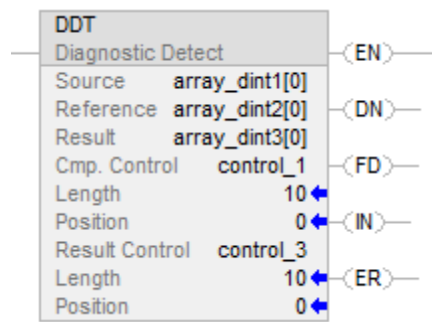 DDT
Diagnostic Detect (EN)
Source array_dint1[0]
Reference array_dint2[0] (DN)
Result array_dint3[0]
Cmp. Control control_1 (FD)
Length 10
Position 0 (IN)
Result Control control_3
Length 10 (ER)
Position 0